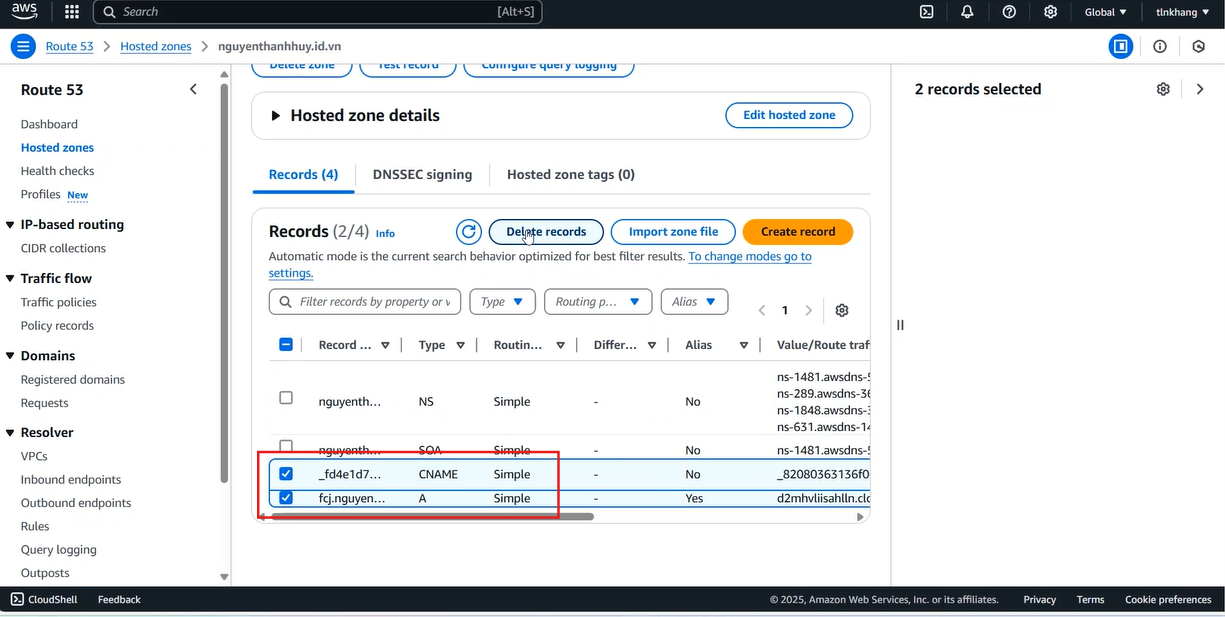 aws Search [Alt+S] Global tlnkhang
Route 53 Hosted zones nguyenthanhhuy.id.vn
Route 53
Dashboard
Hosted zones
Health checks
Profiles New
IP-based routing
CIDR collections
Traffic flow
Traffic policies
Policy records
Domains
Registered domains
Requests
Resolver
VPCs
Inbound endpoints
Outbound endpoints
Rules
Query logging
Outposts
Delete zone Test record Configure query logging
Hosted zone details Edit hosted zone
Records (4) DNSSEC signing Hosted zone tags (0)
Records (2/4) Info Delete records Import zone file Create record
Automatic mode is the current search behavior optimized for best filter results. To change modes go to
settings.
Filter records by property or v Type Routing p... Alias 1
Record ... Type Routin... Differ... Alias Value/Route traf
nguyenth... NS Simple - No
ns-1481.awsdns-5
ns-289.awsdns-36
ns-1848.awsdns-3
ns-631.awsdns-14
nguyenth... SOA Simple - No ns-1481.awsdns-5
_fd4e1d7... CNAME Simple - No _82080363136f0
fcj.nguyen... A Simple - Yes d2mhvliisahlln.clo
2 records selected
CloudShell Feedback © 2025, Amazon Web Services, Inc. or its affiliates. Privacy Terms Cookie preferences